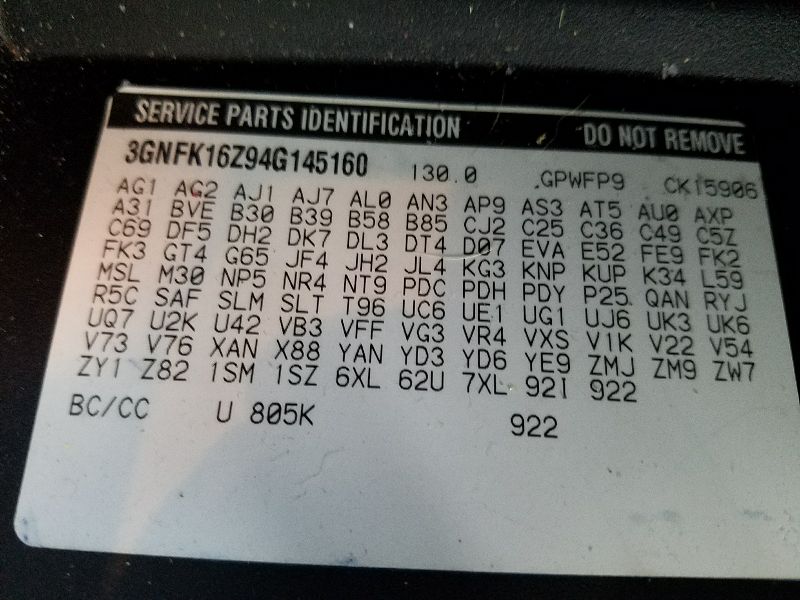 SERVICE PARTS IDENTIFICATION DO NOT REMOVE
3GNFK16Z94G145160 130.0 GPWFP9 CK15906
AG1 AG2 AJ1 AJ7 AL0 AN3 AP9 AS3 AT5 AU0 AXP
A31 BVE B30 B39 B58 B85 CJ2 C25 C36 C49 C5Z
C69 DF5 DH2 DK7 DL3 DT4 D07 EVA E52 FE9 FK2
FK3 GT4 G65 JF4 JH2 JL4 KG3 KNP KUP K34 L59
MSL M30 NP5 NR4 NT9 PDC PDH PDY P25 QAN RYJ
R5C SAF SLM SLT T96 UC6 UE1 UG1 UJ6 UK3 UK6
UQ7 U2K U42 VB3 VFF VG3 VR4 VXS V1K V22 V54
V73 V76 XAN X88 YAN YD3 YD6 YE9 ZMJ ZM9 ZW7
ZY1 Z82 1SM 1SZ 6XL 62U 7XL 92I 922
BC/CC U 805K 922